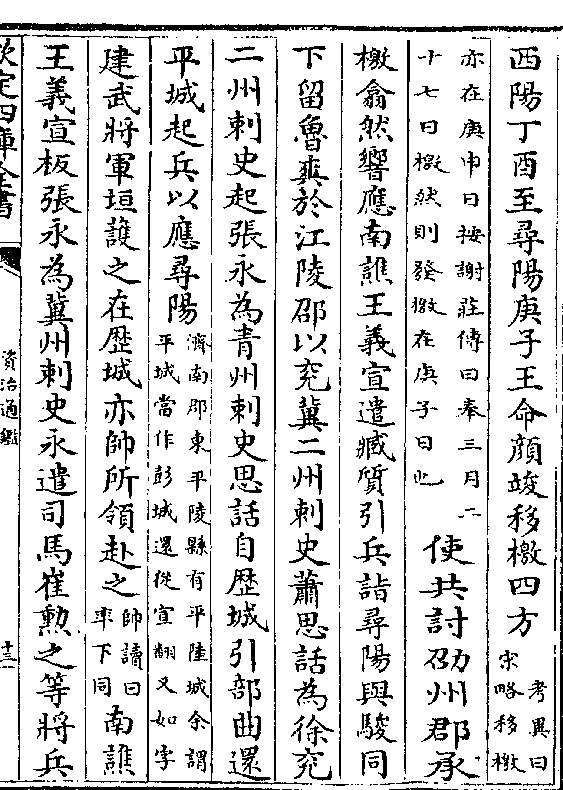 西陽丁酉至尋陽庚子王命顔竣移檄四方考異曰宋略移檄
亦在庚申日按謝莊傳曰奉三月二十七日檄然則發檄在庚子日也使共討劭州郡承
檄翕然響應南譙王義宣遣臧質引兵詣尋陽與駿同
下留魯爽於江陵劭以兖冀二州刺史蕭思話為徐兖
二州刺史起張永為青州刺史思話自歴城引部曲還
平城起兵以應尋陽濟南郡東平陵縣有平陸城余謂平城當作彭城還從宣翻又如字
建武將軍垣護之在歴城亦帥所領赴之帥讀曰率下同南譙
王義宣板張永為冀州刺史永遣司馬崔勲之等將兵
欽定四庫全書
資治通鑑
十三